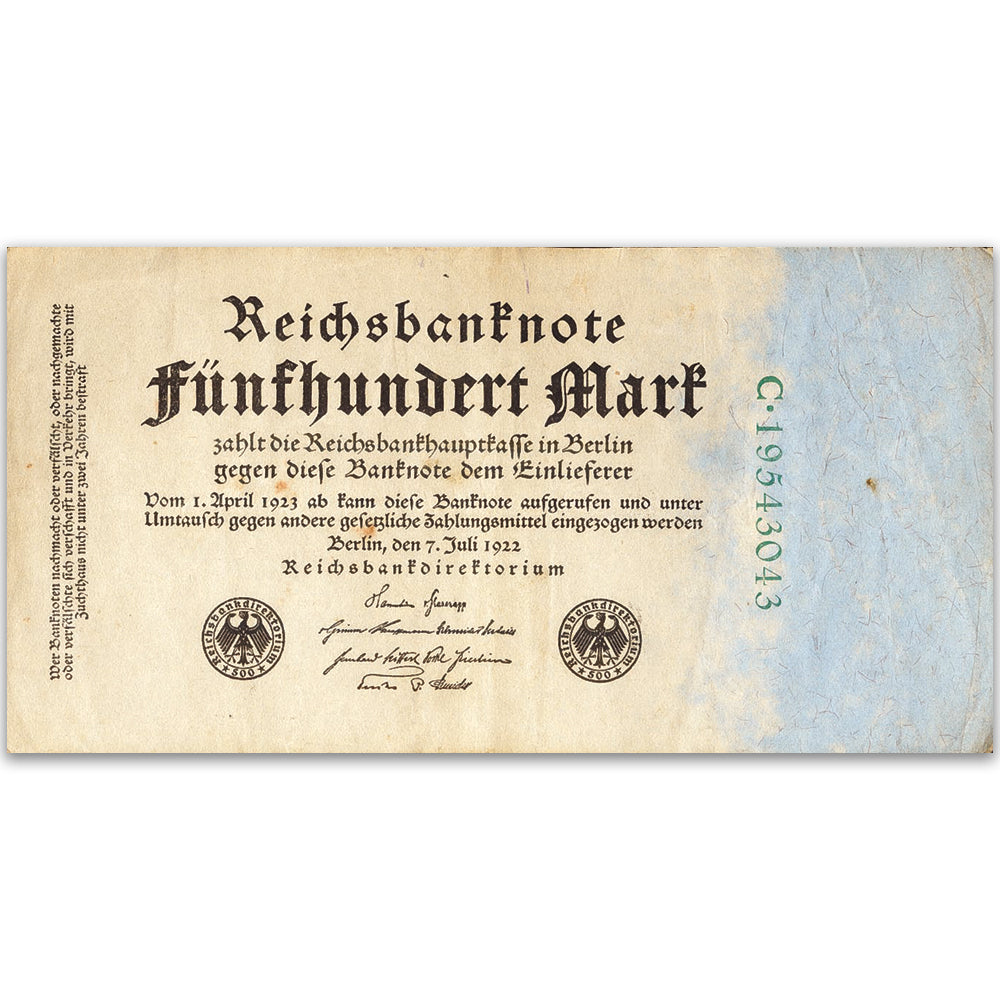 Reichsbanknote
Fünfhundert Mark
zahlt die Reichsbankhauptkasse in Berlin
gegen diese Banknote dem Einlieferer
Vom 1. April 1923 ab kann diese Banknote aufgerufen und unter
Umtausch gegen andere gesetzliche Zahlungsmittel eingezogen werden
Berlin, den 7. Juli 1922
Reichsbankdirektorium
Reichsbankdirektorium
500
Reichsbankdirektorium
500
Wer Banknoten nachmacht oder verfälscht, oder nachgemachte
oder verfälschte sich verschafft und in Verkehr bringt, wird mit
Zuchthaus nicht unter zwei Jahren bestraft
C·19543043